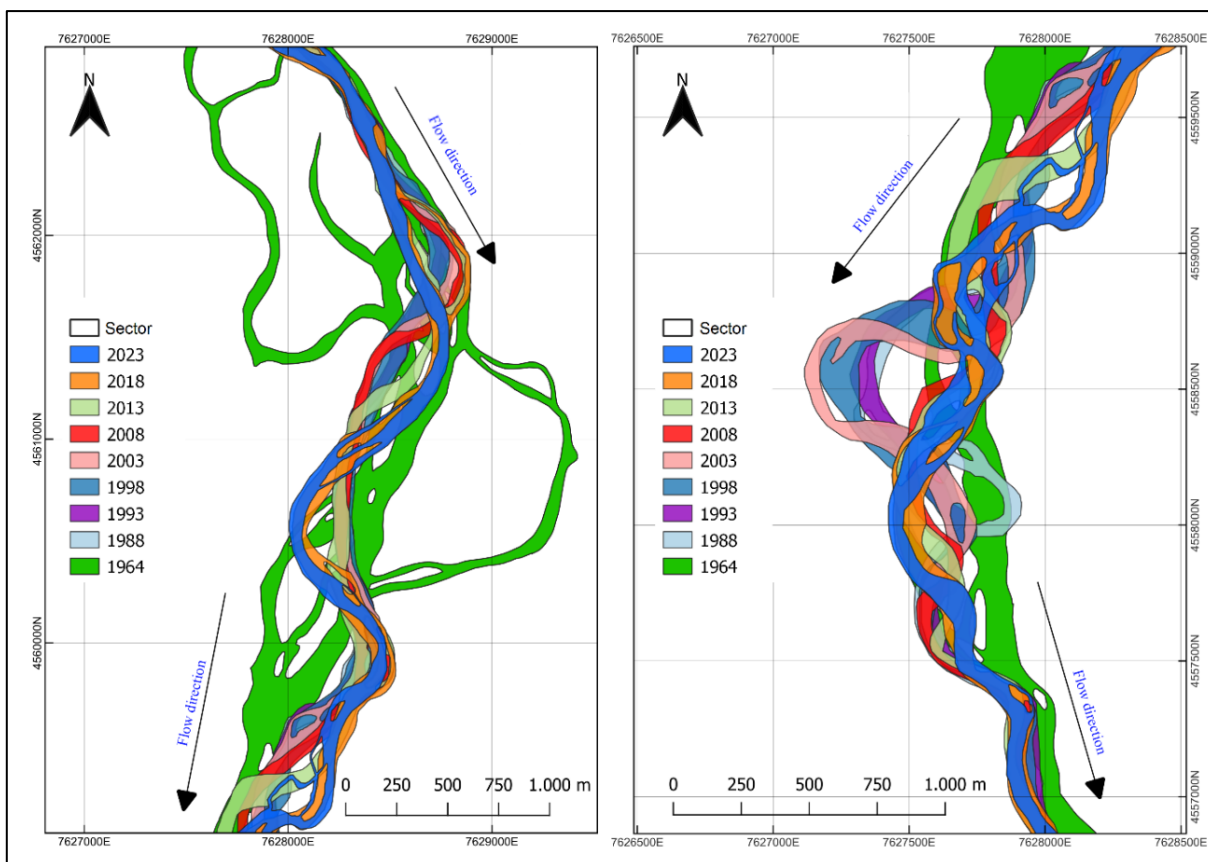 7627000E 7628000E 7629000E
N
Flow direction
4562000N
Sector
2023
2018
2013
2008
2003
1998
1993
1988
1964
4561000N
4560000N
Flow direction
0 250 500 750 1.000 m
7627000E 7628000E 7629000E
7626500E 7627000E 7627500E 7628000E 7628500E
N
4559500N
Flow direction
4559000N
Sector
2023
2018
2013
2008
2003
1998
1993
1988
1964
4558500N
4558000N
4557500N
Flow direction
0 250 500 750 1.000 m
4557000N
7626500E 7627000E 7627500E 7628000E 7628500E